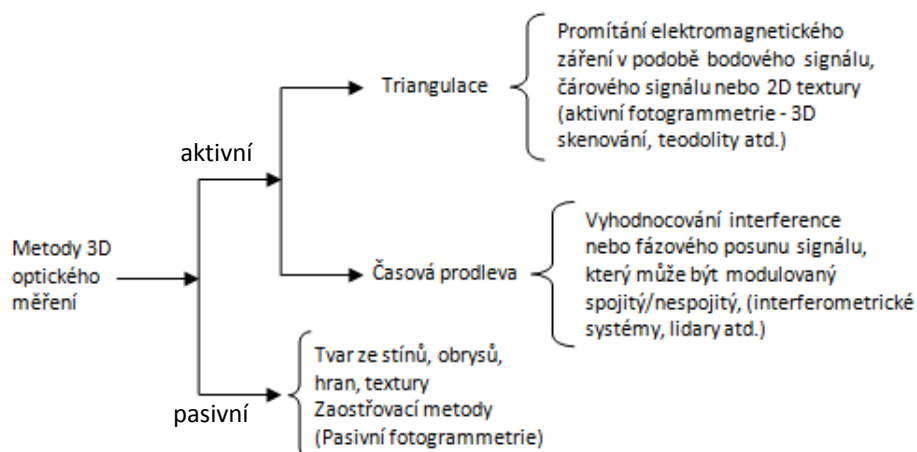 Metody 3D
optického
měření
aktivní
Triangulace
Promítání elektromagnetického
záření v podobě bodového signálu,
čárového signálu nebo 2D textury
(aktivní fotogrammetrie - 3D
skenování, teodolity atd.)
Časová prodleva
Vyhodnocování interference
nebo fázového posunu signálu,
který může být modulovaný
spojitý/nespojitý, (interferometrické
systémy, lidary atd.)
pasivní
Tvar ze stínů, obrysů,
hran, textury
Zaostřovací metody
(Pasivní fotogrammetrie)